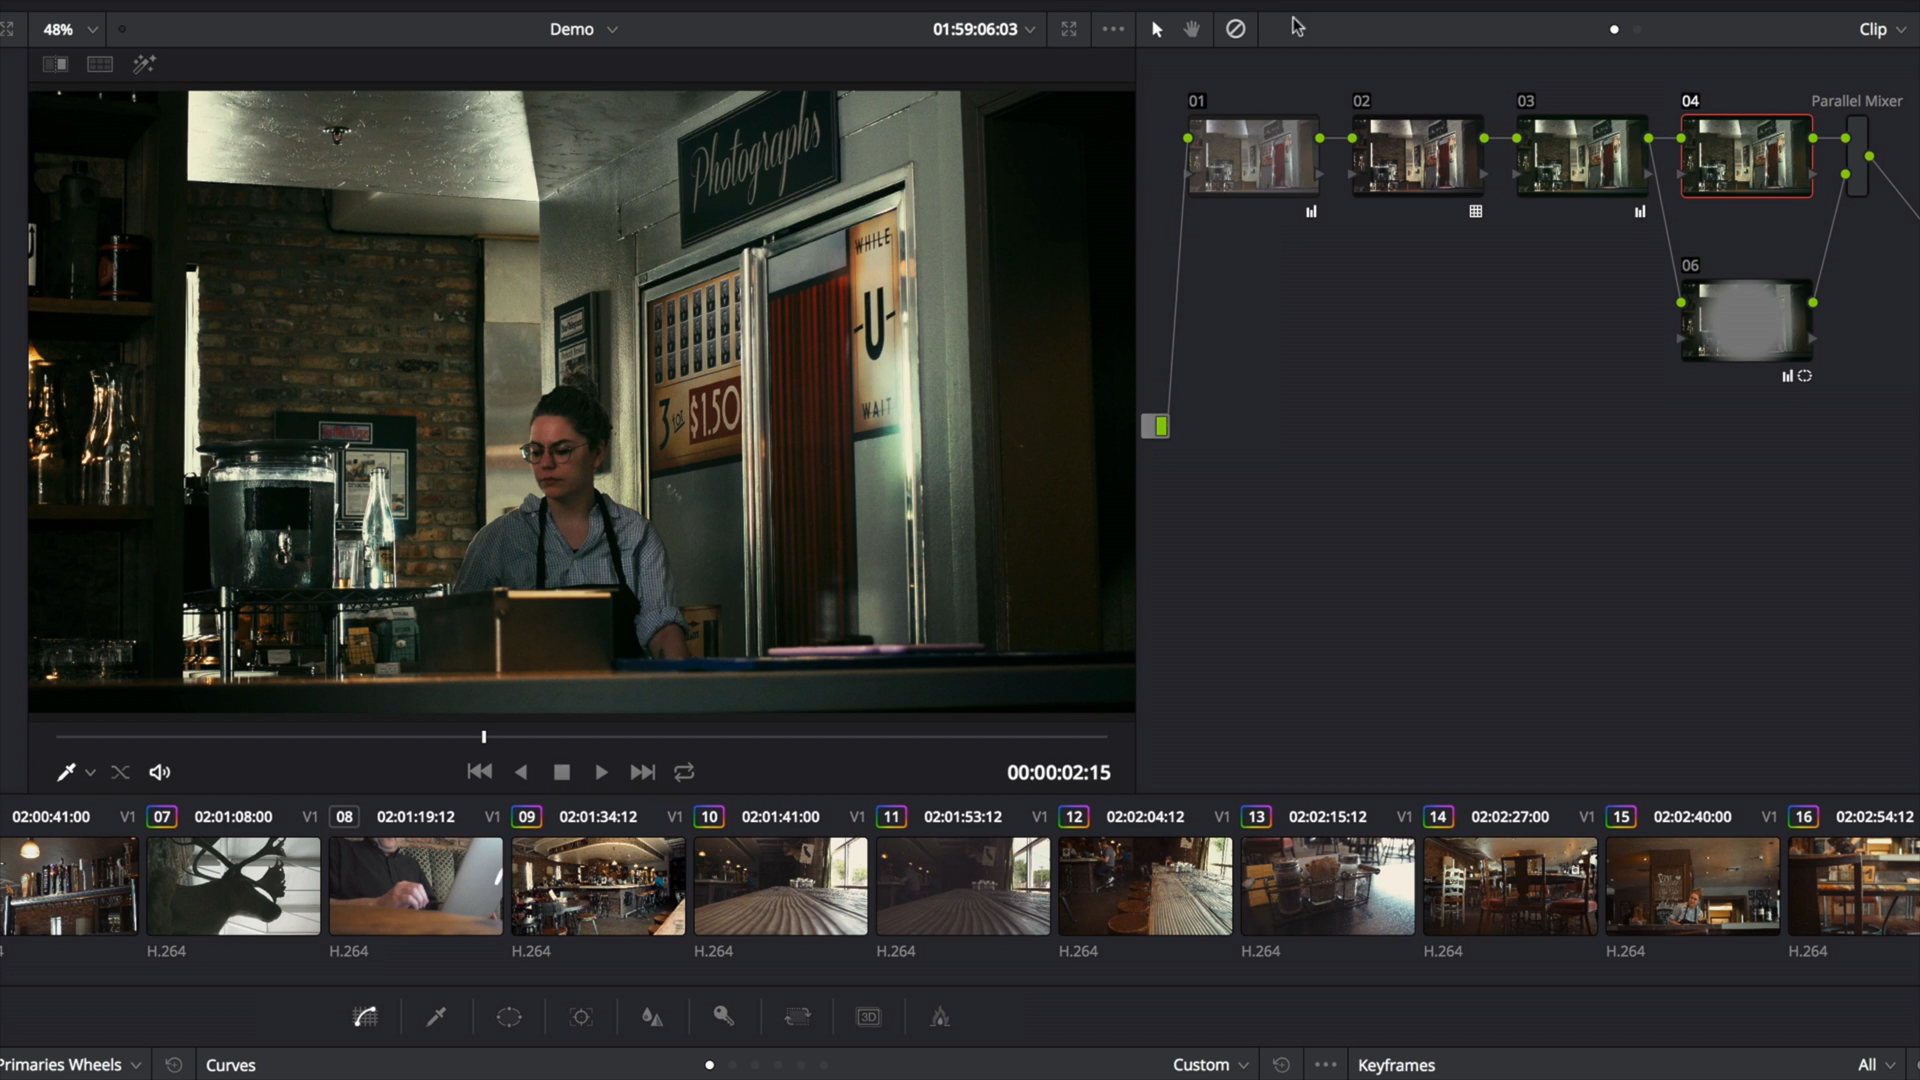 48%
Demo
01:59:06:03
Clip
01
02
03
04
Parallel Mixer
06
Photographs
WHILE
-U-
WAIT
3 for $1.50
00:00:02:15
02:00:41:00 V1
07 02:01:08:00 V1
08 02:01:19:12 V1
09 02:01:34:12 V1
10 02:01:41:00 V1
11 02:01:53:12 V1
12 02:02:04:12 V1
13 02:02:15:12 V1
14 02:02:27:00 V1
15 02:02:40:00 V1
16 02:02:54:12
H.264
H.264
H.264
H.264
H.264
H.264
H.264
H.264
H.264
H.264
3D
Primaries Wheels
Curves
Custom
Keyframes
All